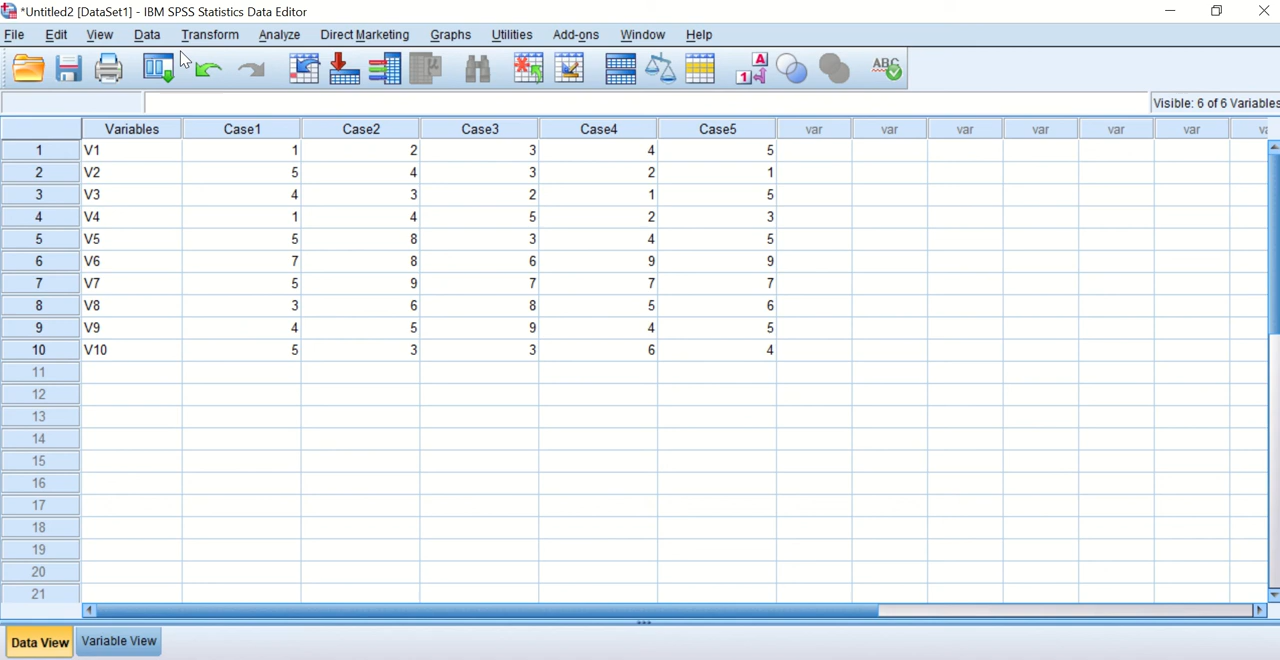 *Untitled2 [DataSet1] - IBM SPSS Statistics Data Editor
File Edit View Data Transform Analyze Direct Marketing Graphs Utilities Add-ons Window Help
1 A ABC
Visible: 6 of 6 Variables
Variables Case1 Case2 Case3 Case4 Case5 var var var var var var
1 V1 1 2 3 4 5
2 V2 5 4 3 2 1
3 V3 4 3 2 1 5
4 V4 1 4 5 2 3
5 V5 5 8 3 4 5
6 V6 7 8 6 9 9
7 V7 5 9 7 7 7
8 V8 3 6 8 5 6
9 V9 4 5 9 4 5
10 V10 5 3 3 6 4
11
12
13
14
15
16
17
18
19
20
21
Data View Variable View